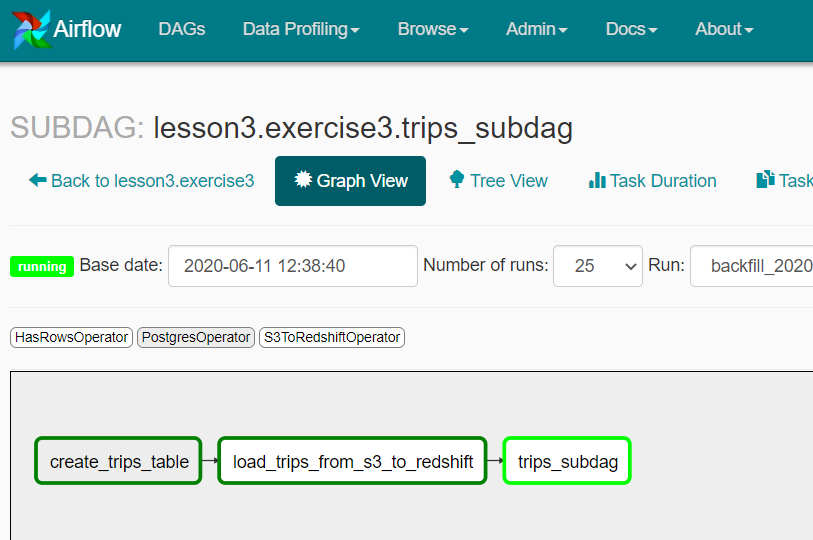 Airflow DAGs Data Profiling Browse Admin Docs About
SUBDAG: lesson3.exercise3.trips_subdag
Back to lesson3.exercise3 Graph View Tree View Task Duration Task
running Base date: 2020-06-11 12:38:40 Number of runs: 25 Run: backfill_2020
HasRowsOperator PostgresOperator S3ToRedshiftOperator
create_trips_table load_trips_from_s3_to_redshift trips_subdag